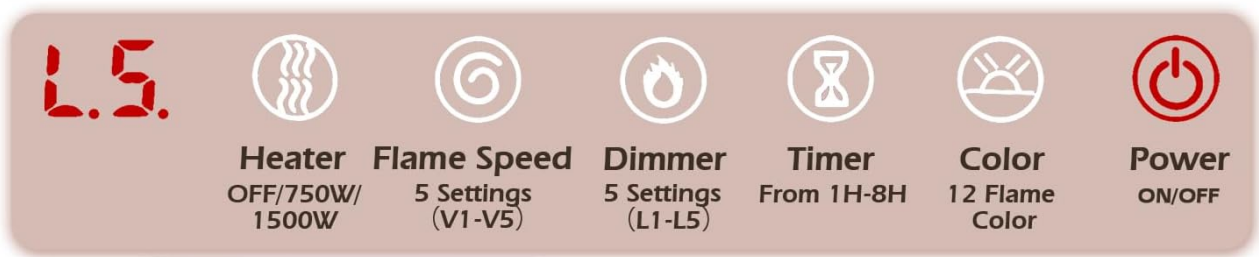 L.5.
Heater Flame Speed Dimmer Timer Color Power
OFF/750W/ 5 Settings 5 Settings From 1H-8H 12 Flame ON/OFF
1500W (V1-V5) (L1-L5) Color